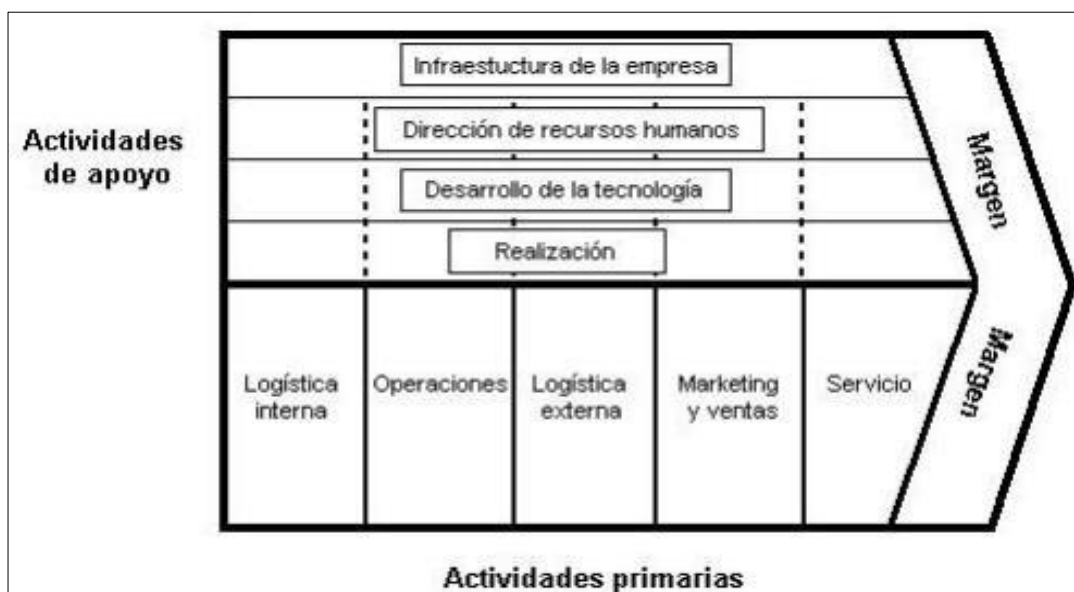 Infraestuctura de la empresa
Dirección de recursos humanos
Desarrollo de la tecnología
Realización
Actividades
de apoyo
Margen
Margen
Logística
interna
Operaciones
Logística
externa
Marketing
y ventas
Servicio
Actividades primarias